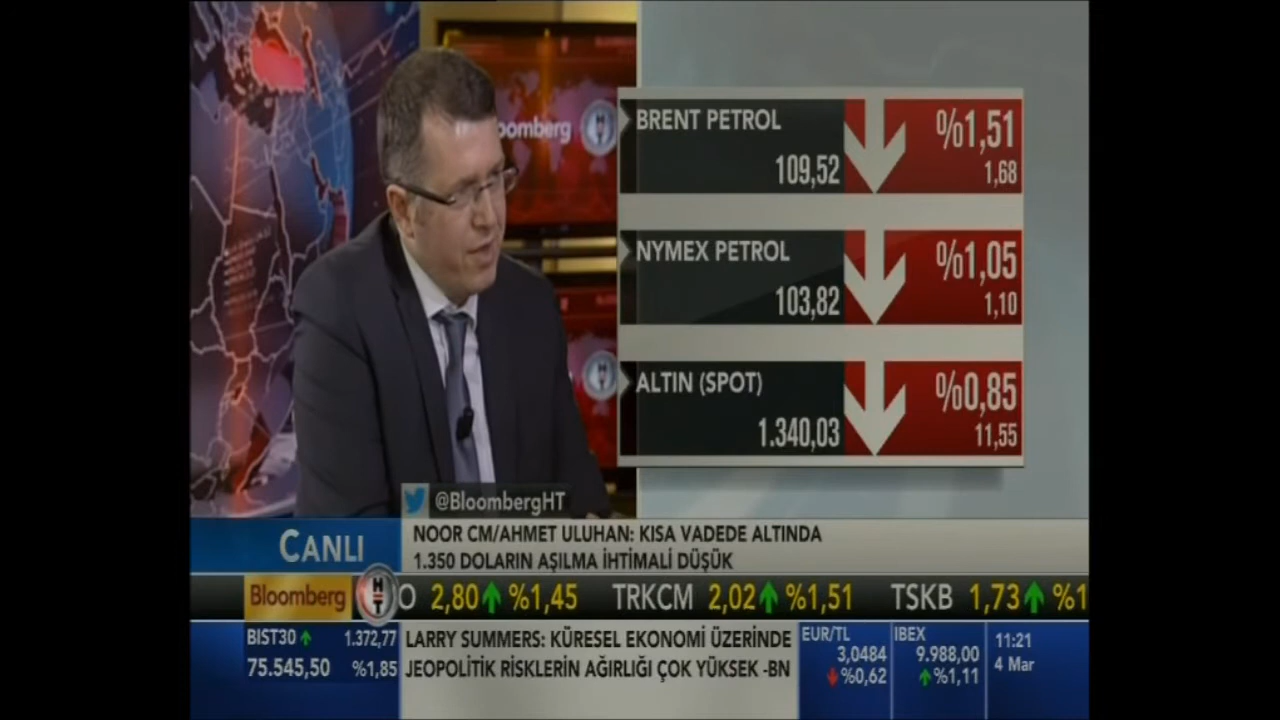 oomberg
BRENT PETROL
109,52
%1,51
1,68
NYMEX PETROL
103,82
%1,05
1,10
ALTIN (SPOT)
1.340,03
%0,85
11,55
@BloombergHT
CANLI
NOOR CM/AHMET ULUHAN: KISA VADEDE ALTINDA
1.350 DOLARIN AŞILMA İHTİMALİ DÜŞÜK
Bloomberg HT O 2,80 %1,45 TRKCM 2,02 %1,51 TSKB 1,73 %1
BIST30 1.372,77
75.545,50 %1,85
LARRY SUMMERS: KÜRESEL EKONOMİ ÜZERİNDE
JEOPOLİTİK RİSKLERİN AĞIRLIĞI ÇOK YÜKSEK -BN
EUR/TL
3,0484
%0,62
IBEX
9.988,00
%1,11
11:21
4 Mar